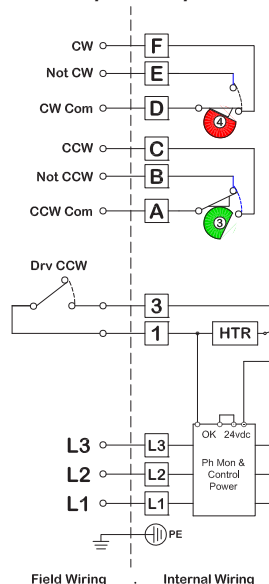 CW F
Not CW E
CW Com D 4
CCW C
Not CCW B
CCW Com A 3
Drv CCW
3
1 HTR
OK 24vdc
L3 L3
Ph Mon &
L2 L2 Control
Power
L1 L1
PE
Field Wiring Internal Wiring